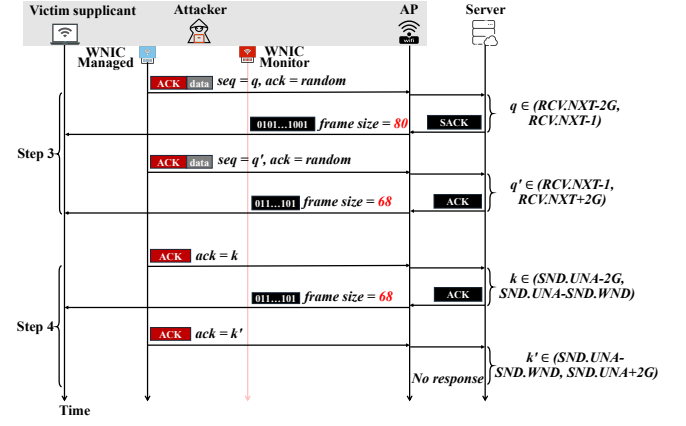 Victim supplicant
Attacker
AP
Server
wifi
WNIC Managed
WNIC Monitor
ACK data seq = q, ack = random
q ∈ (RCV.NXT-2G,
RCV.NXT-1)
0101...1001 frame size = 80
SACK
Step 3
ACK data seq = q', ack = random
q' ∈ (RCV.NXT-1,
RCV.NXT+2G)
011...101 frame size = 68
ACK
ACK ack = k
k ∈ (SND.UNA-2G,
SND.UNA-SND.WND)
011...101 frame size = 68
ACK
Step 4
ACK ack = k'
k' ∈ (SND.UNA-
SND.WND, SND.UNA+2G)
No response
Time